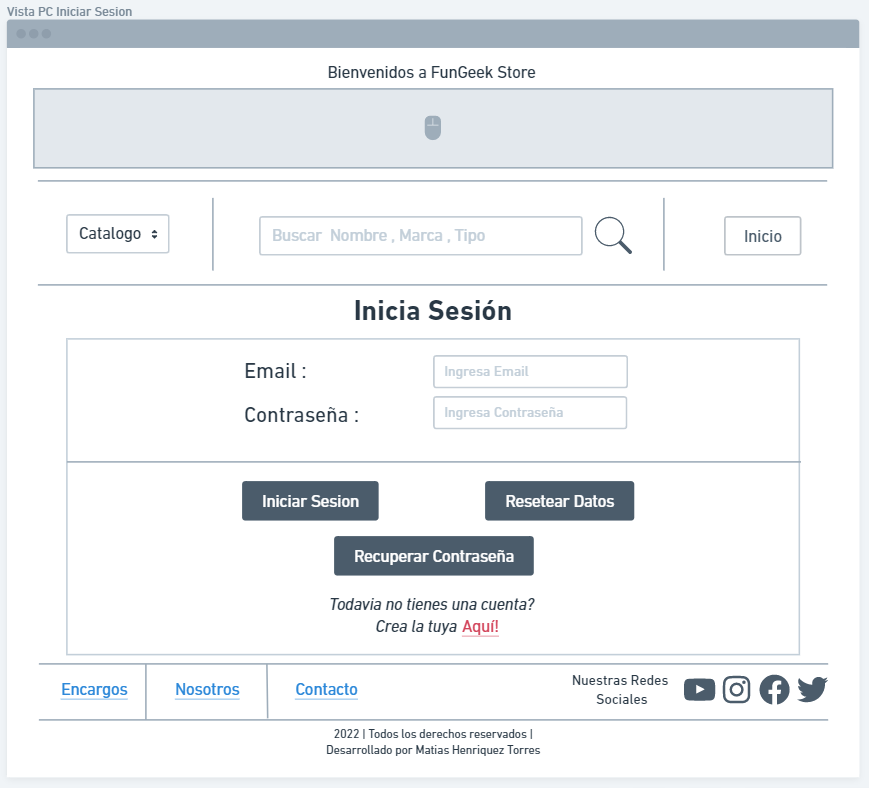 Vista PC Iniciar Sesion
Bienvenidos a FunGeek Store
Catalogo
Buscar Nombre , Marca , Tipo
Inicio
Inicia Sesión
Email :
Ingresa Email
Contraseña :
Ingresa Contraseña
Iniciar Sesion
Resetear Datos
Recuperar Contraseña
Todavia no tienes una cuenta?
Crea la tuya Aquí!
Encargos
Nosotros
Contacto
Nuestras Redes
Sociales
2022 | Todos los derechos reservados |
Desarrollado por Matias Henriquez Torres